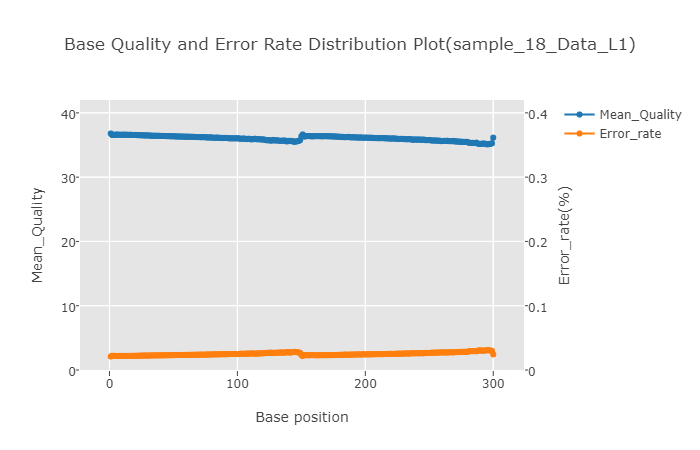 Base Quality and Error Rate Distribution Plot(sample_18_Data_L1)
40
30
20
10
0
0.4
0.3
0.2
0.1
0
0
100
200
300
Mean_Quality
Error_rate(%)
Base position
Mean_Quality
Error_rate